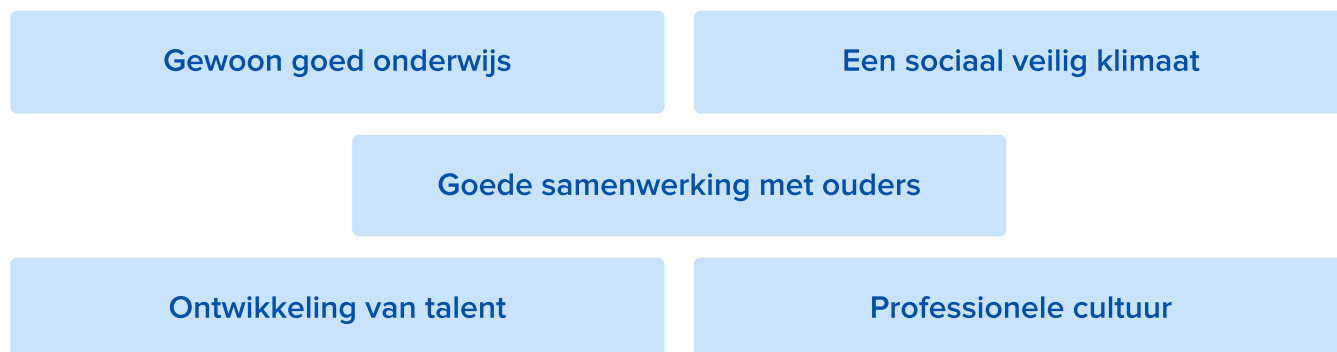 Gewoon goed onderwijs
Een sociaal veilig klimaat
Goede samenwerking met ouders
Ontwikkeling van talent
Professionele cultuur